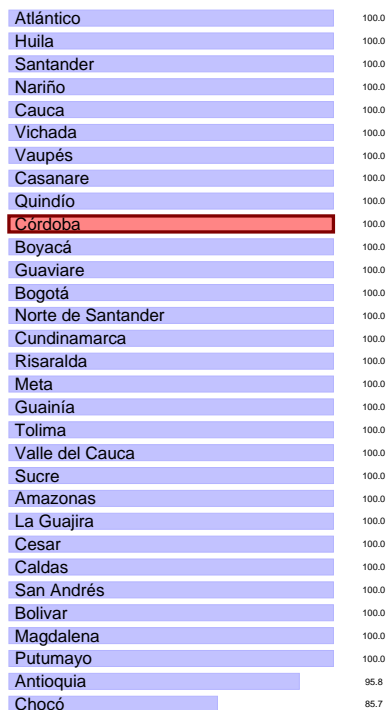 Atlántico 100.0
Huila 100.0
Santander 100.0
Nariño 100.0
Cauca 100.0
Vichada 100.0
Vaupés 100.0
Casanare 100.0
Quindío 100.0
Córdoba 100.0
Boyacá 100.0
Guaviare 100.0
Bogotá 100.0
Norte de Santander 100.0
Cundinamarca 100.0
Risaralda 100.0
Meta 100.0
Guainía 100.0
Tolima 100.0
Valle del Cauca 100.0
Sucre 100.0
Amazonas 100.0
La Guajira 100.0
Cesar 100.0
Caldas 100.0
San Andrés 100.0
Bolivar 100.0
Magdalena 100.0
Putumayo 100.0
Antioquia 95.8
Chocó 85.7